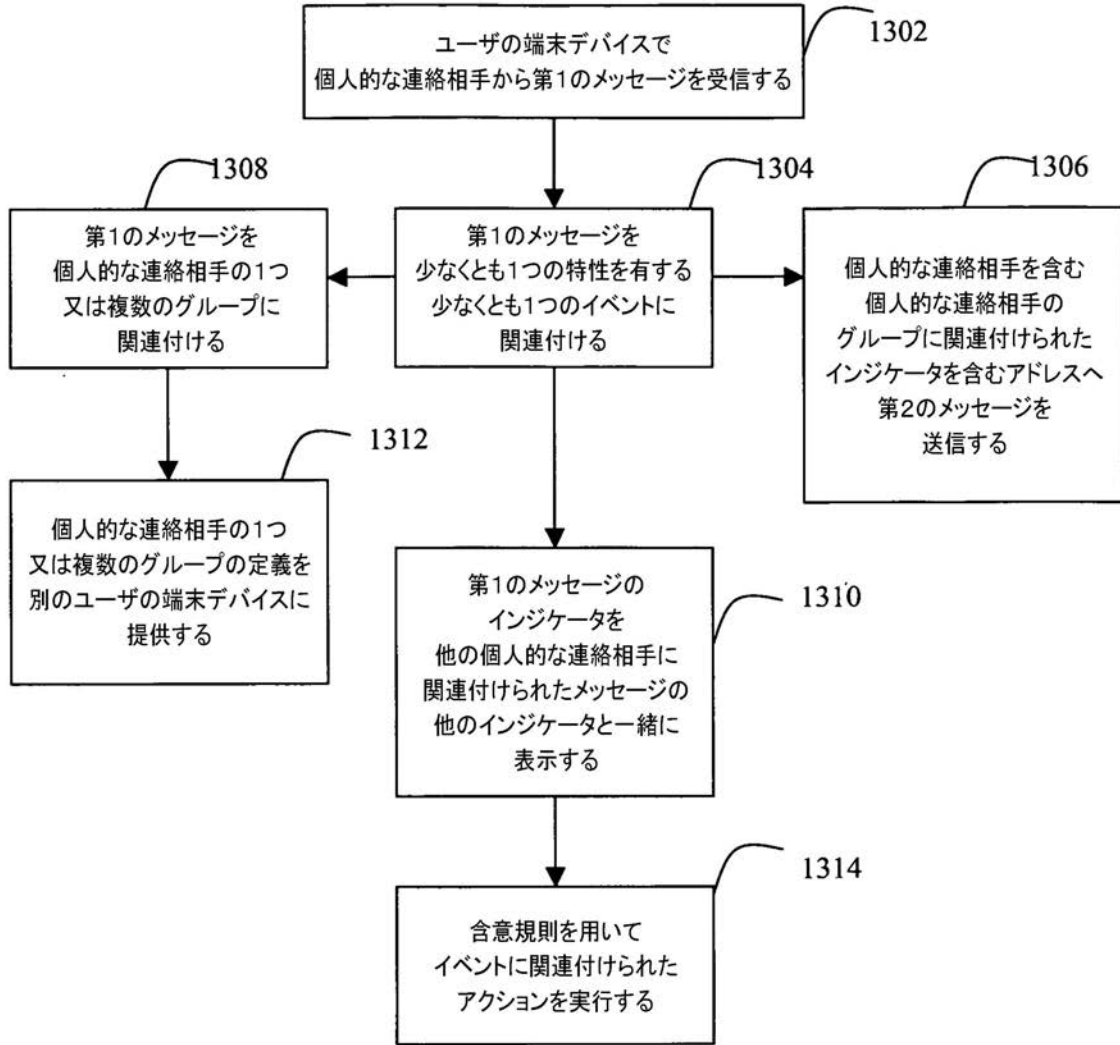 1302
ユーザの端末デバイスで
個人的な連絡相手から第1のメッセージを受信する
1308
第1のメッセージを
個人的な連絡相手の1つ
又は複数のグループに
関連付ける
1304
第1のメッセージを
少なくとも1つの特性を有する
少なくとも1つのイベントに
関連付ける
1306
個人的な連絡相手を含む
個人的な連絡相手の
グループに関連付けられた
インジケータを含むアドレスへ
第2のメッセージを
送信する
1312
個人的な連絡相手の1つ
又は複数のグループの定義を
別のユーザの端末デバイスに
提供する
1310
第1のメッセージの
インジケータを
他の個人的な連絡相手に
関連付けられたメッセージの
他のインジケータと一緒に
表示する
1314
含意規則を用いて
イベントに関連付けられた
アクションを実行する